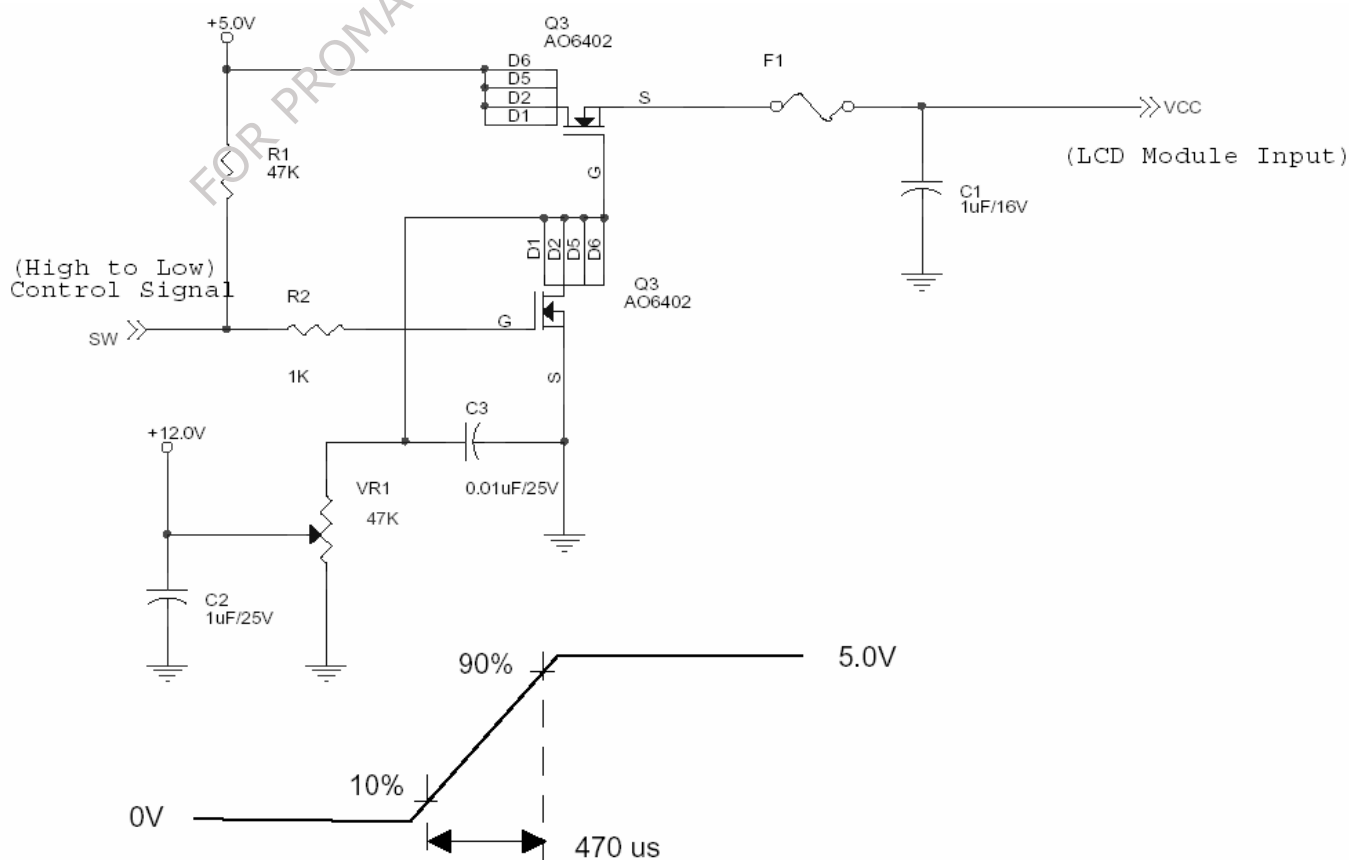 FOR PROMA
+5.0V
Q3
AO6402
D6
D5
D2
D1
S
G
F1
VCC
(LCD Module Input)
R1
47K
C1
1uF/16V
(High to Low)
Control Signal
SW
R2
1K
G
D1
D2
D5
D6
Q3
AO6402
S
C3
0.01uF/25V
+12.0V
VR1
47K
C2
1uF/25V
90%
5.0V
10%
0V
470 us